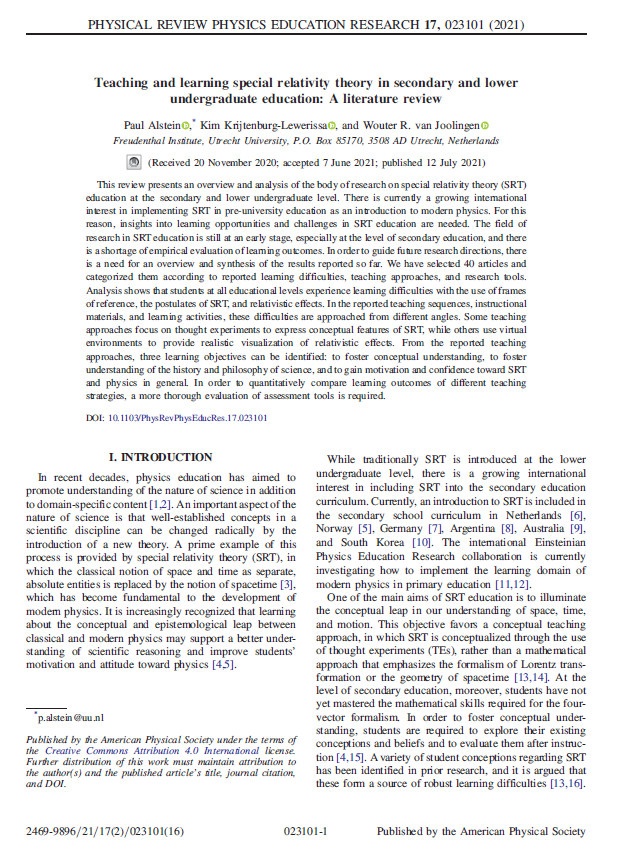 PHYSICAL REVIEW PHYSICS EDUCATION RESEARCH 17, 023101 (2021)
Teaching and learning special relativity theory in secondary and lower
undergraduate education: A literature review
Paul Alstein, * Kim Krijtenburg-Lewerissa, and Wouter R. van Joolingen
Freudenthal Institute, Utrecht University, P.O. Box 85170, 3508 AD Utrecht, Netherlands
(Received 20 November 2020; accepted 7 June 2021; published 12 July 2021)
This review presents an overview and analysis of the body of research on special relativity theory (SRT)
education at the secondary and lower undergraduate level. There is currently a growing international
interest in implementing SRT in pre-university education as an introduction to modern physics. For this
reason, insights into learning opportunities and challenges in SRT education are needed. The field of
research in SRT education is still at an early stage, especially at the level of secondary education, and there
is a shortage of empirical evaluation of learning outcomes. In order to guide future research directions, there
is a need for an overview and synthesis of the results reported so far. We have selected 40 articles and
categorized them according to reported learning difficulties, teaching approaches, and research tools.
Analysis shows that students at all educational levels experience learning difficulties with the use of frames
of reference, the postulates of SRT, and relativistic effects. In the reported teaching sequences, instructional
materials, and learning activities, these difficulties are approached from different angles. Some teaching
approaches focus on thought experiments to express conceptual features of SRT, while others use virtual
environments to provide realistic visualization of relativistic effects. From the reported teaching
approaches, three learning objectives can be identified: to foster conceptual understanding, to foster
understanding of the history and philosophy of science, and to gain motivation and confidence toward SRT
and physics in general. In order to quantitatively compare learning outcomes of different teaching
strategies, a more thorough evaluation of assessment tools is required.
DOI: 10.1103/PhysRevPhysEducRes.17.023101
I. INTRODUCTION
In recent decades, physics education has aimed to
promote understanding of the nature of science in addition
to domain-specific content [1,2]. An important aspect of the
nature of science is that well-established concepts in a
scientific discipline can be changed radically by the
introduction of a new theory. A prime example of this
process is provided by special relativity theory (SRT), in
which the classical notion of space and time as separate,
absolute entities is replaced by the notion of spacetime [3],
which has become fundamental to the development of
modern physics. It is increasingly recognized that learning
about the conceptual and epistemological leap between
classical and modern physics may support a better under-
standing of scientific reasoning and improve students'
motivation and attitude toward physics [4,5].
*p.alstein@uu.nl
Published by the American Physical Society under the terms of
the Creative Commons Attribution 4.0 International license.
Further distribution of this work must maintain attribution to
the author(s) and the published article's title, journal citation,
and DOI.
While traditionally SRT is introduced at the lower
undergraduate level, there is a growing international
interest in including SRT into the secondary education
curriculum. Currently, an introduction to SRT is included in
the secondary school curriculum in Netherlands [6],
Norway [5], Germany [7], Argentina [8], Australia [9],
and South Korea [10]. The international Einsteinian
Physics Education Research collaboration is currently
investigating how to implement the learning domain of
modern physics in primary education [11,12].
One of the main aims of SRT education is to illuminate
the conceptual leap in our understanding of space, time,
and motion. This objective favors a conceptual teaching
approach, in which SRT is conceptualized through the use
of thought experiments (TEs), rather than a mathematical
approach that emphasizes the formalism of Lorentz trans-
formation or the geometry of spacetime [13,14]. At the
level of secondary education, moreover, students have not
yet mastered the mathematical skills required for the four-
vector formalism. In order to foster conceptual under-
standing, students are required to explore their existing
conceptions and beliefs and to evaluate them after instruc-
tion [4,15]. A variety of student conceptions regarding SRT
has been identified in prior research, and it is argued that
these form a source of robust learning difficulties [13,16].
2469-9896/21/17(2)/023101(16)
023101-1
Published by the American Physical Society